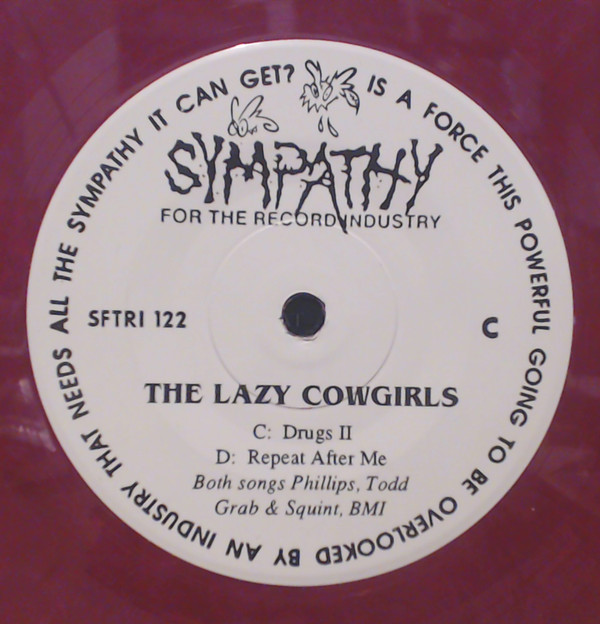 IS A FORCE THIS POWERFUL GOING TO BE OVERLOOKED BY AN INDUSTRY THAT NEEDS ALL THE SYMPATHY IT CAN GET?
SYMPATHY
FOR THE RECORD INDUSTRY
SFTRI 122
C
THE LAZY COWGIRLS
C: Drugs II
D: Repeat After Me
Both songs Phillips, Todd
Grab & Squint, BMI